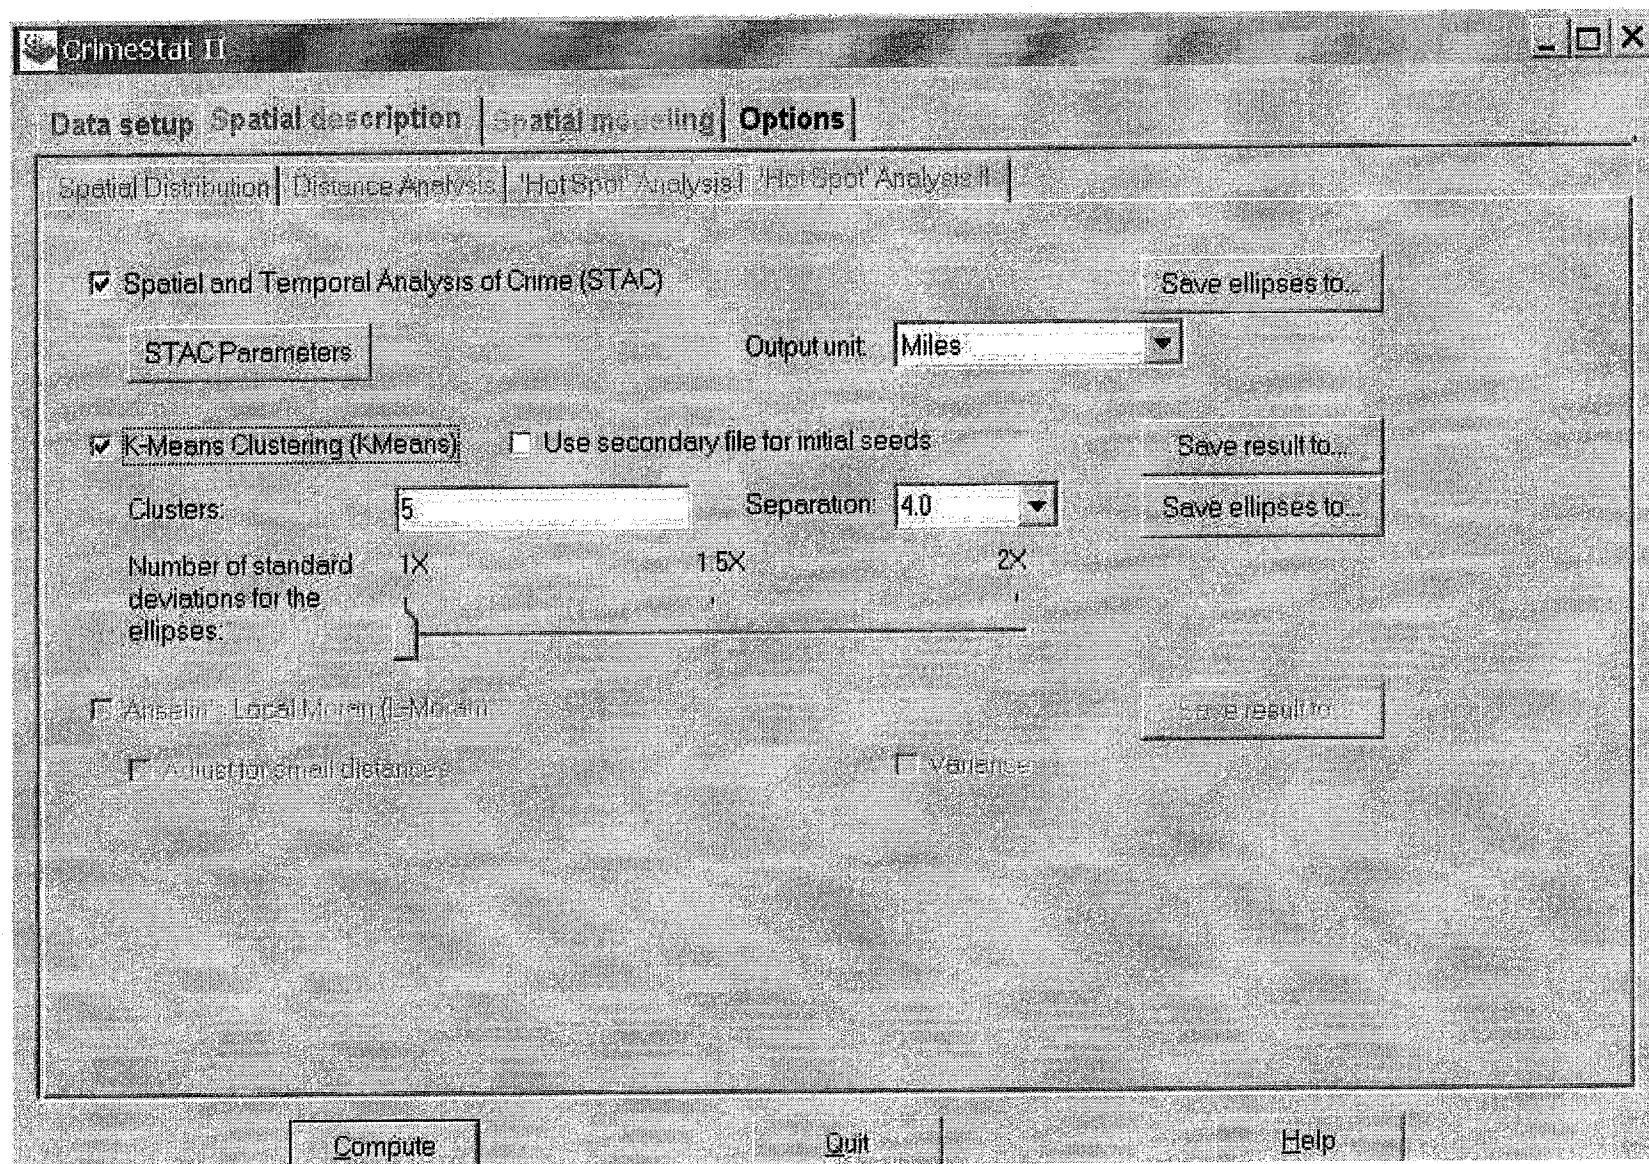 CrimeStat II
Data setup Spatial description Spatial modeling Options
Spatial Distribution Distance Analysis 'Hot Spot' Analysis I 'Hot Spot' Analysis II
Spatial and Temporal Analysis of Crime (STAC) Save ellipses to...
STAC Parameters Output unit: Miles
K-Means Clustering (KMeans) Use secondary file for initial seeds Save result to...
Clusters: 5 Separation: 4.0 Save ellipses to...
Number of standard 1X 1.5X 2X
deviations for the
ellipses:
Anselin's Local Moran (L-Moran) Save result to...
Adjust for small distances Variance
Compute Quit Help